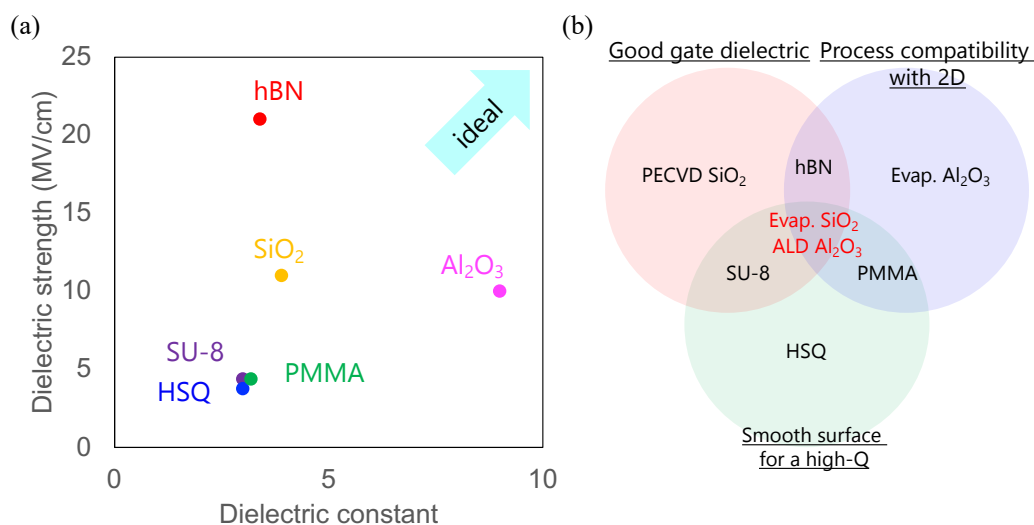 (a)
25
20
15
10
5
0
0
5
10
Dielectric strength (MV/cm)
Dielectric constant
hBN
ideal
SiO₂
Al₂O₃
SU-8
HSQ
PMMA
(b)
Good gate dielectric
Process compatibility
with 2D
PECVD SiO₂
hBN
Evap. Al₂O₃
Evap. SiO₂
ALD Al₂O₃
SU-8
PMMA
HSQ
Smooth surface
for a high-Q